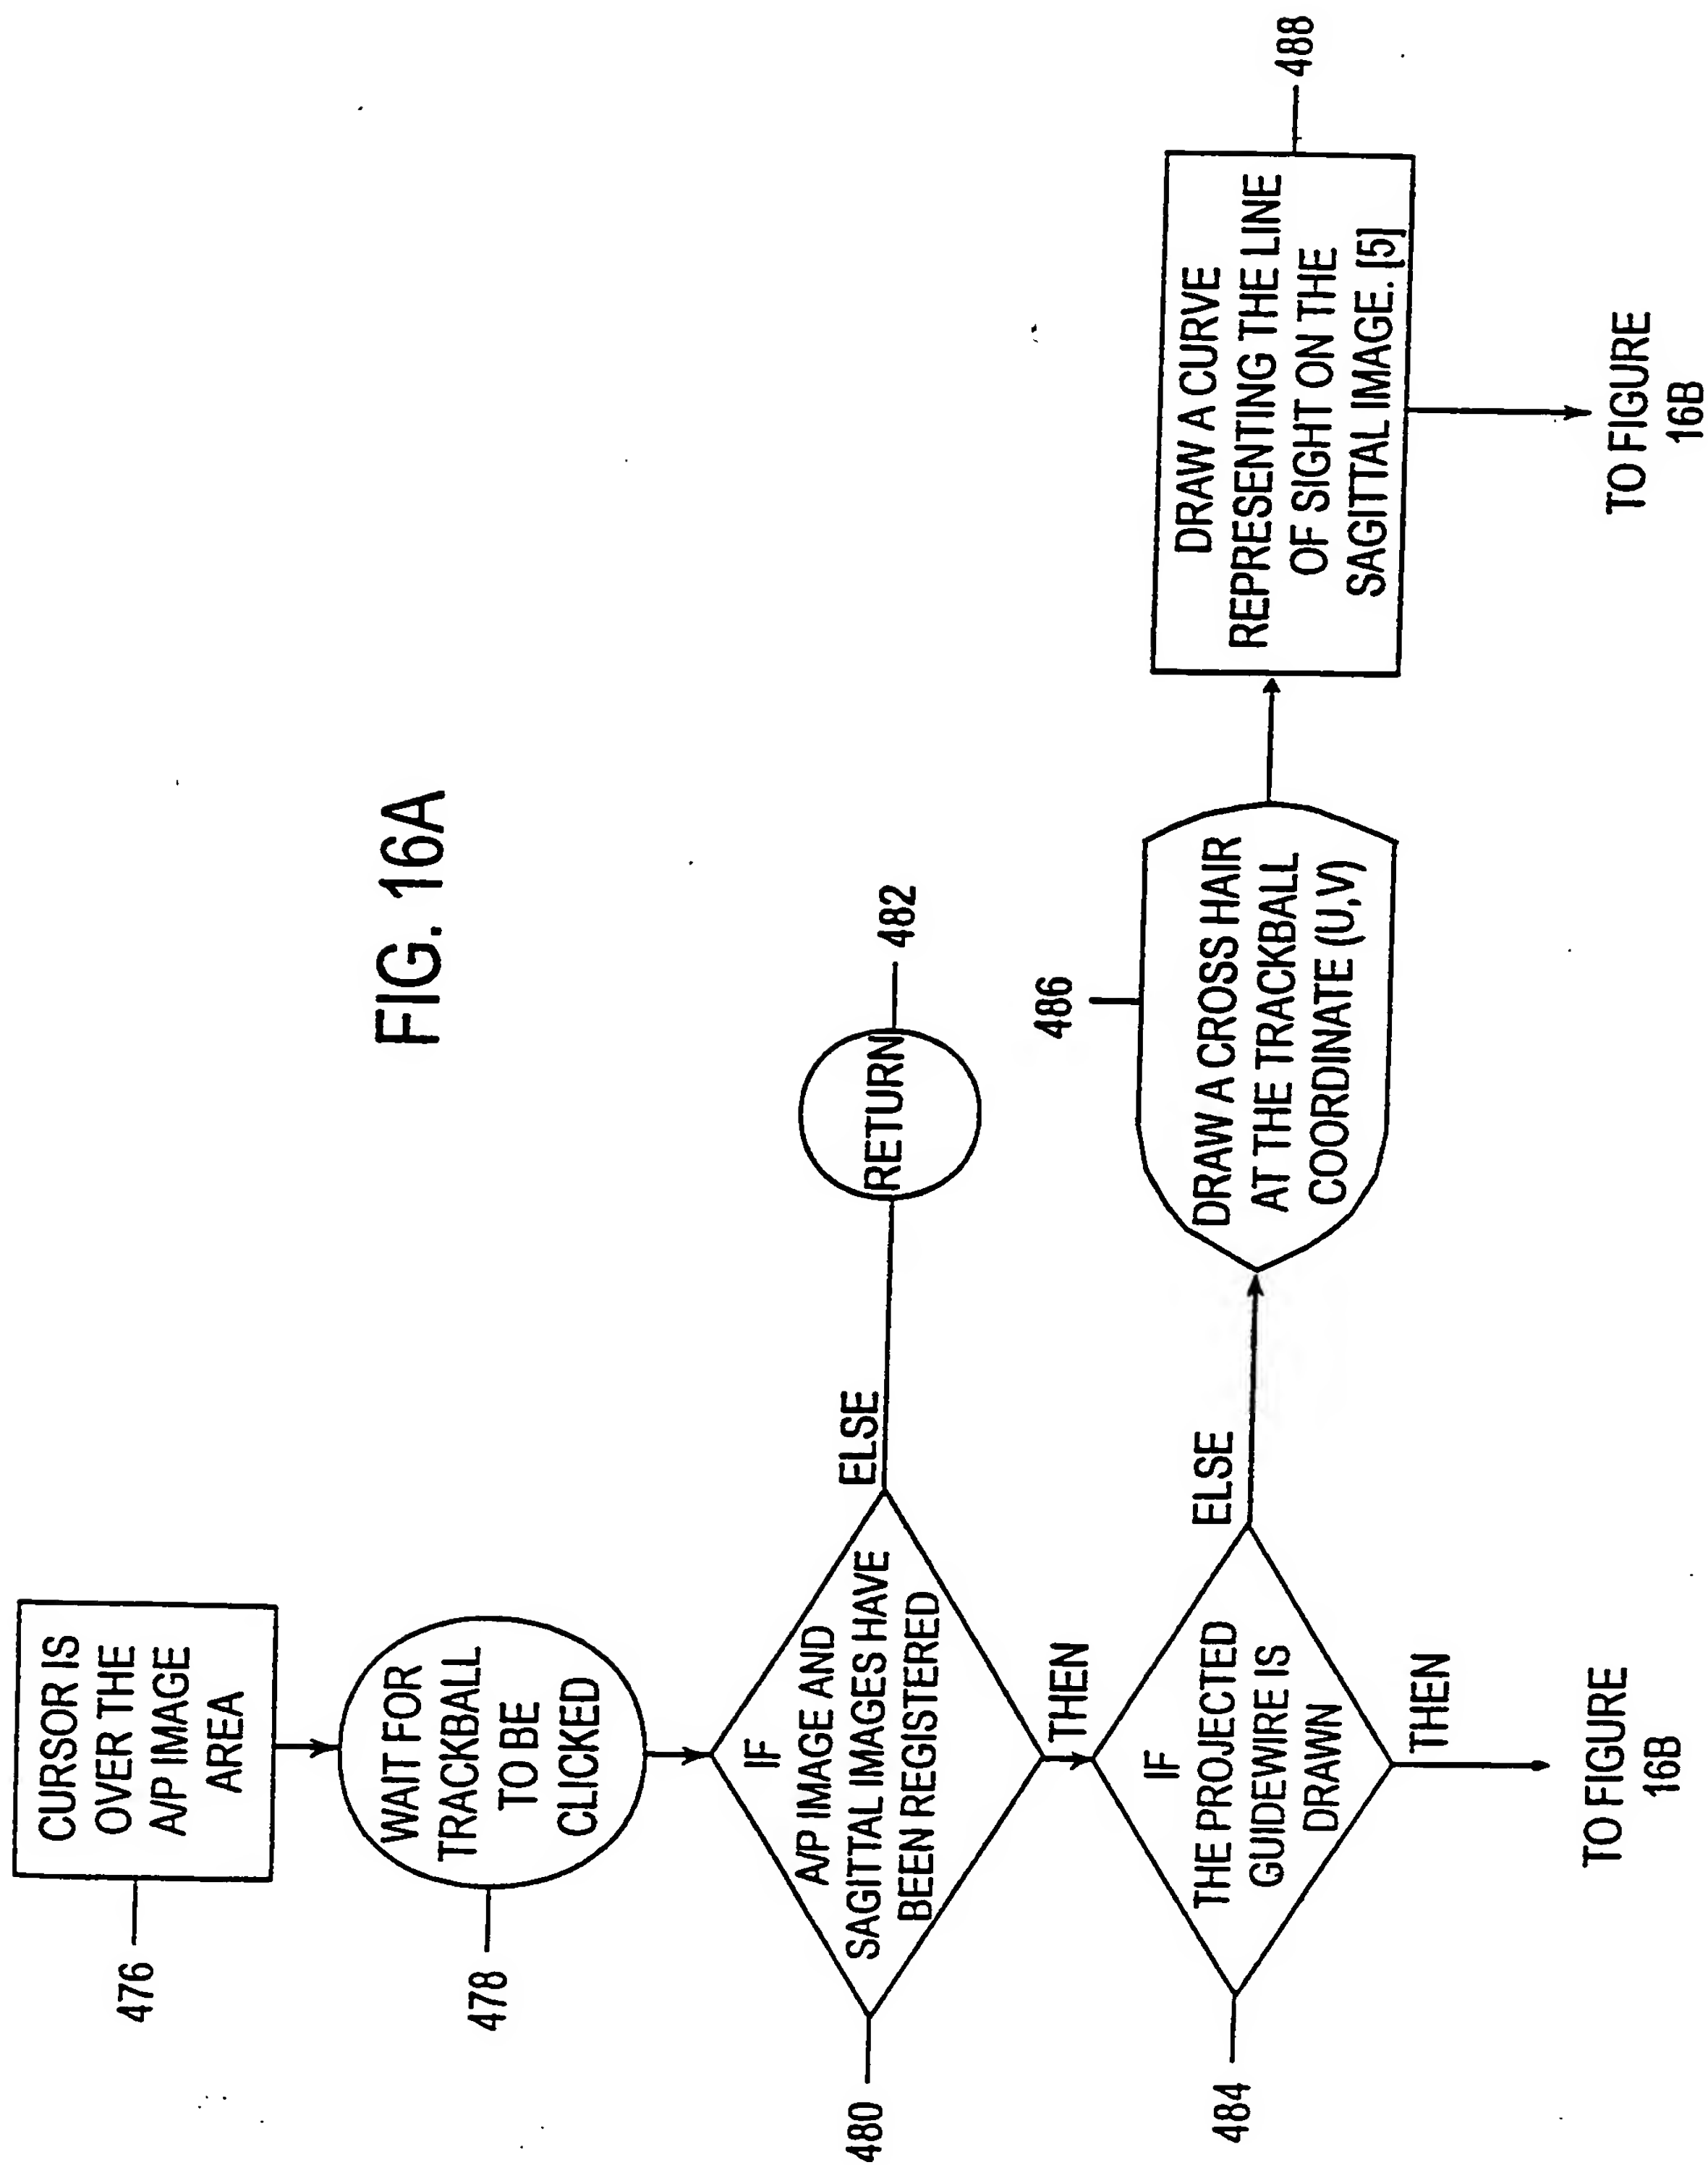 FIG. 16A
CURSOR IS
OVER THE
A/P IMAGE
AREA
476
WAIT FOR
TRACKBALL
TO BE
CLICKED
478
IF
A/P IMAGE AND
SAGITTAL IMAGES HAVE
BEEN REGISTERED
480
ELSE
RETURN
482
THEN
IF
THE PROJECTED
GUIDEWIRE IS
DRAWN
484
ELSE
486
DRAW A CROSS HAIR
AT THE TRACKBALL
COORDINATE (U,V)
DRAW A CURVE
REPRESENTING THE LINE
OF SIGHT ON THE
SAGITTAL IMAGE. [5]
488
THEN
TO FIGURE
16B
TO FIGURE
16B